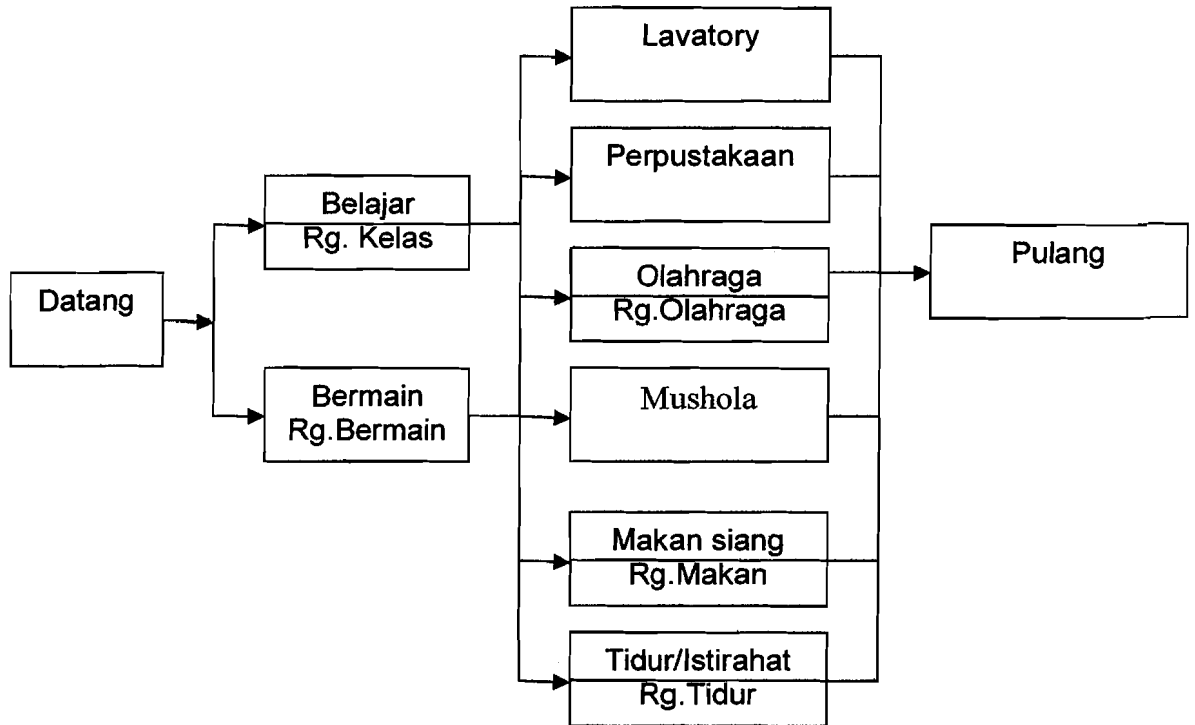 Datang
Belajar
Rg. Kelas
Bermain
Rg.Bermain
Lavatory
Perpustakaan
Olahraga
Rg.Olahraga
Mushola
Makan siang
Rg.Makan
Tidur/Istirahat
Rg.Tidur
Pulang